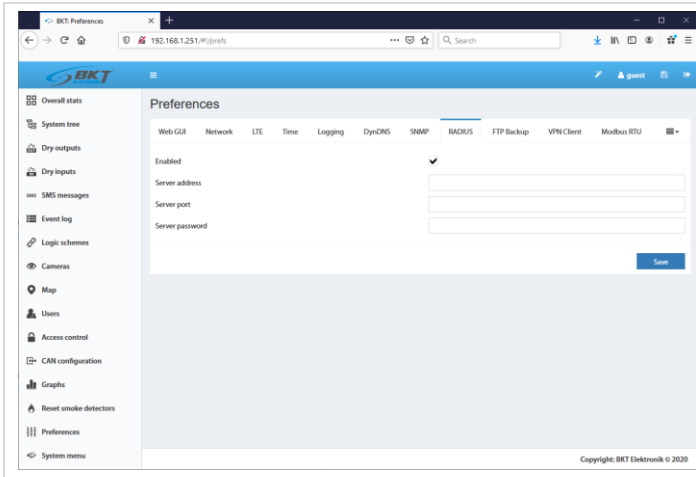 BKT: Preferences
192.168.1.251/#!/prefs
Search
BKT
guest
Overall stats
System tree
Dry outputs
Dry inputs
SMS SMS messages
Event log
Logic schemes
Cameras
Map
Users
Access control
CAN configuration
Graphs
Reset smoke detectors
Preferences
System menu
Preferences
Web GUI Network LTE Time Logging DynDNS SNMP RADIUS FTP Backup VPN Client Modbus RTU
Enabled
Server address
Server port
Server password
Save
Copyright: BKT Elektronik © 2020